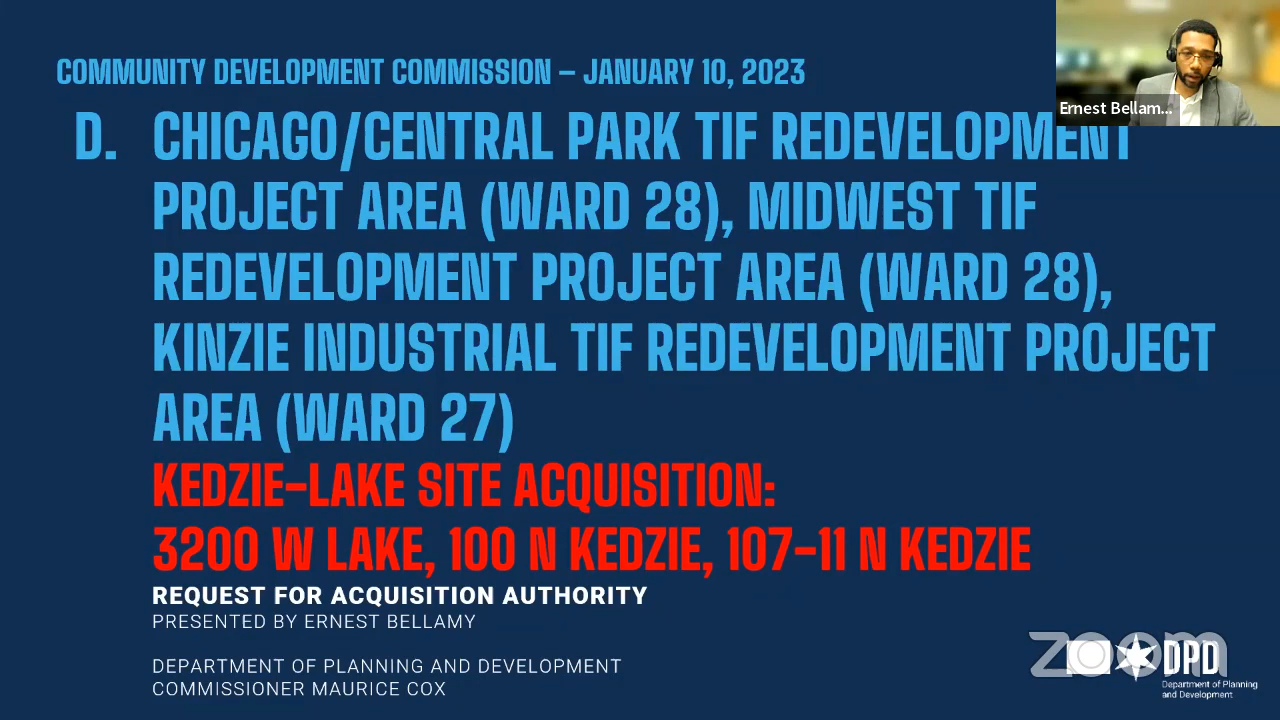 COMMUNITY DEVELOPMENT COMMISSION – JANUARY 10, 2023
Ernest Bellam...
D. CHICAGO/CENTRAL PARK TIF REDEVELOPMENT
PROJECT AREA (WARD 28), MIDWEST TIF
REDEVELOPMENT PROJECT AREA (WARD 28),
KINZIE INDUSTRIAL TIF REDEVELOPMENT PROJECT
AREA (WARD 27)
KEDZIE-LAKE SITE ACQUISITION:
3200 W LAKE, 100 N KEDZIE, 107-11 N KEDZIE
REQUEST FOR ACQUISITION AUTHORITY
PRESENTED BY ERNEST BELLAMY
DEPARTMENT OF PLANNING AND DEVELOPMENT
COMMISSIONER MAURICE COX
zoom
DPD
Department of Planning
and Development